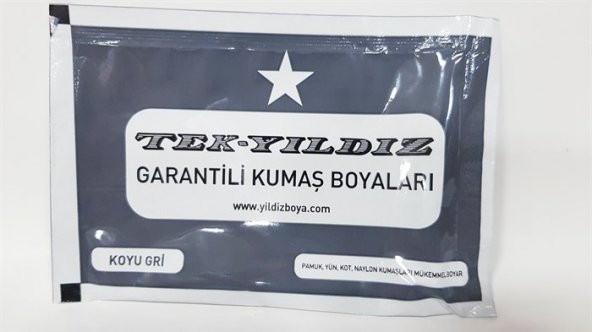 TEK-YILDIZ
GARANTİLİ KUMAŞ BOYALARI
www.yildizboya.com
KOYU GRİ
PAMUK, YÜN, KOT, NAYLON KUMAŞLARI MÜKEMMEL BOYAR